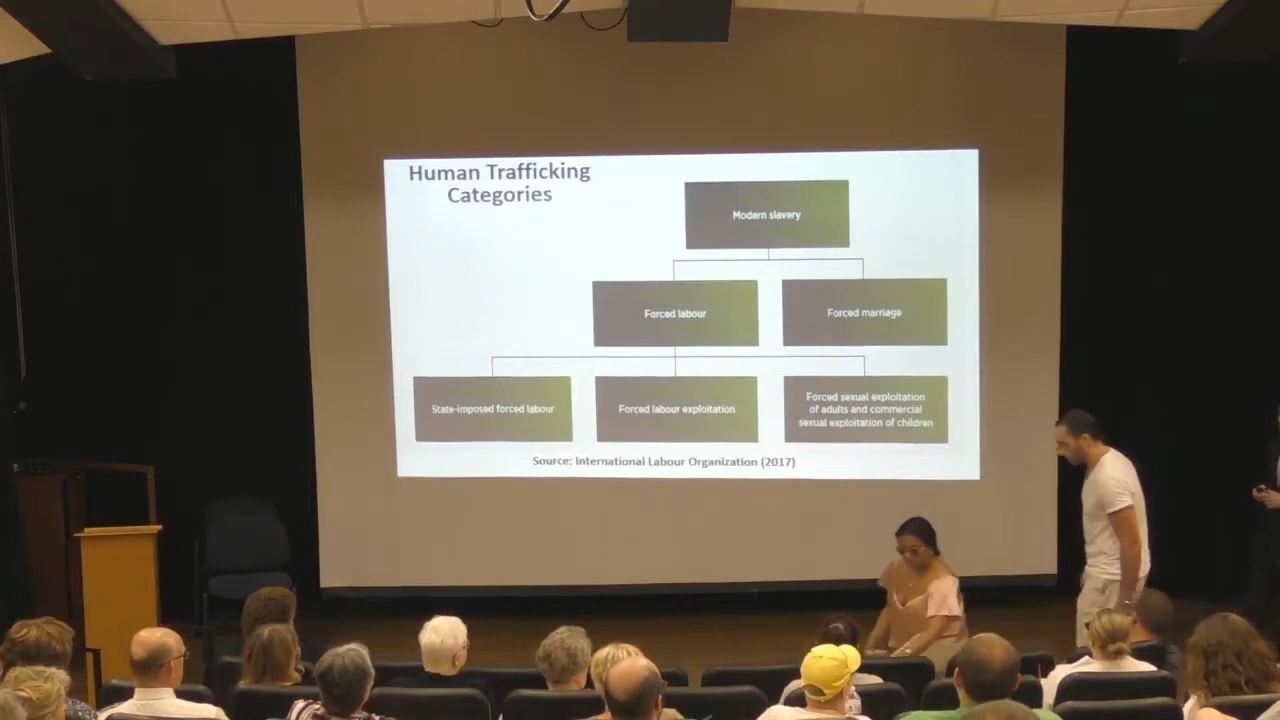 Human Trafficking
Categories
Modern slavery
Forced labour
Forced marriage
State-imposed forced labour
Forced labour exploitation
Forced sexual exploitation
of adults and commercial
sexual exploitation of children
Source: International Labour Organization (2017)